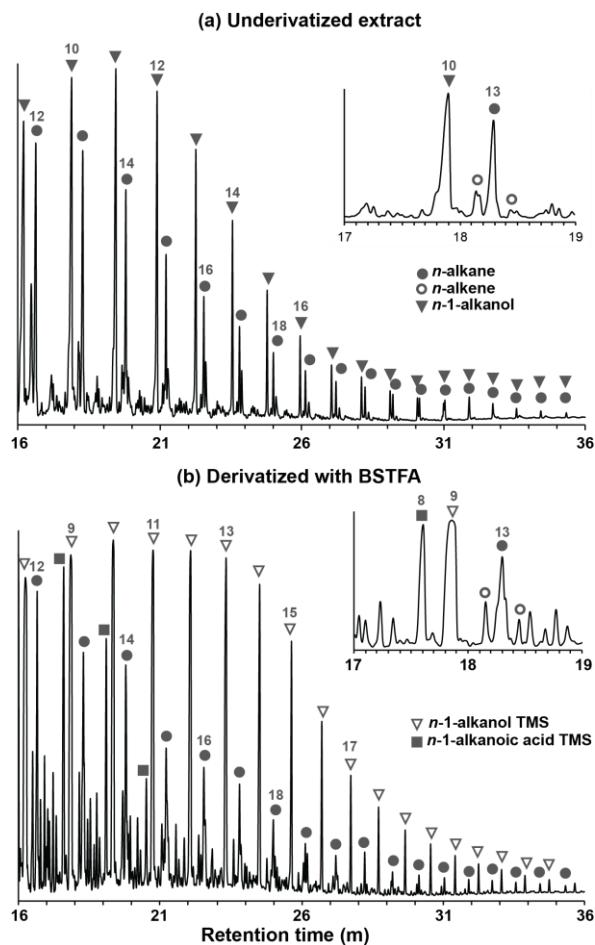 (a) Underivatized extract
10
12
12
14
14
16
18
16
10
13
17 18 19
n-alkane
n-alkene
n-1-alkanol
16 21 26 31 36
(b) Derivatized with BSTFA
9
11
13
12
14
15
16
17
18
8
9
13
17 18 19
n-1-alkanol TMS
n-1-alkanoic acid TMS
16 21 26 31 36
Retention time (m)